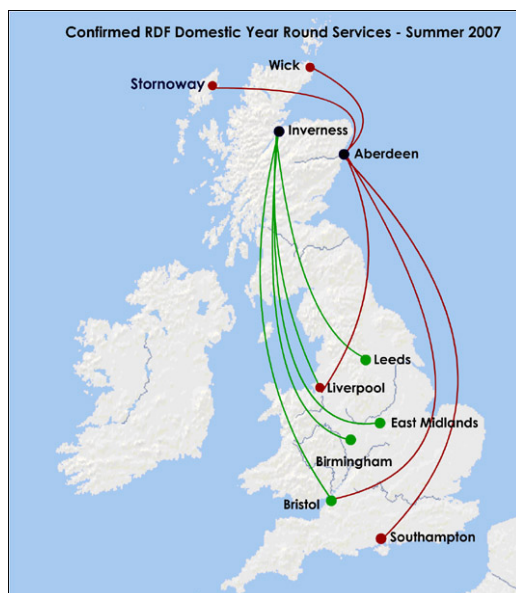 Confirmed RDF Domestic Year Round Services - Summer 2007
Wick
Stornoway
Inverness
Aberdeen
Leeds
Liverpool
East Midlands
Birmingham
Bristol
Southampton